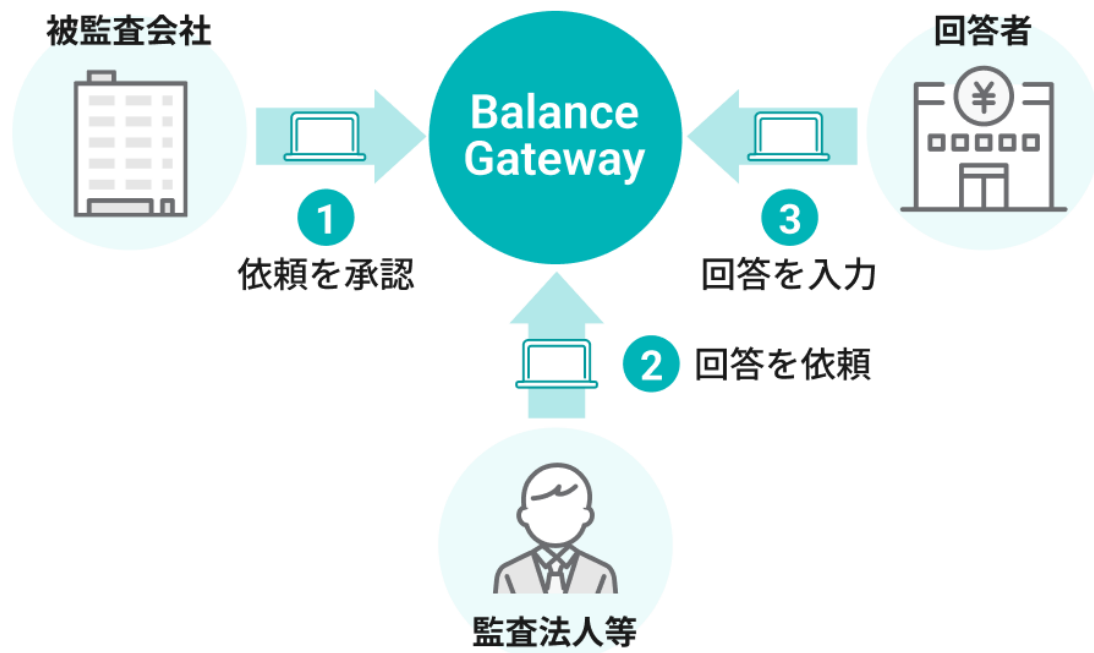 被監査会社
回答者
Balance
Gateway
¥
1
依頼を承認
3
回答を入力
2
回答を依頼
監査法人等